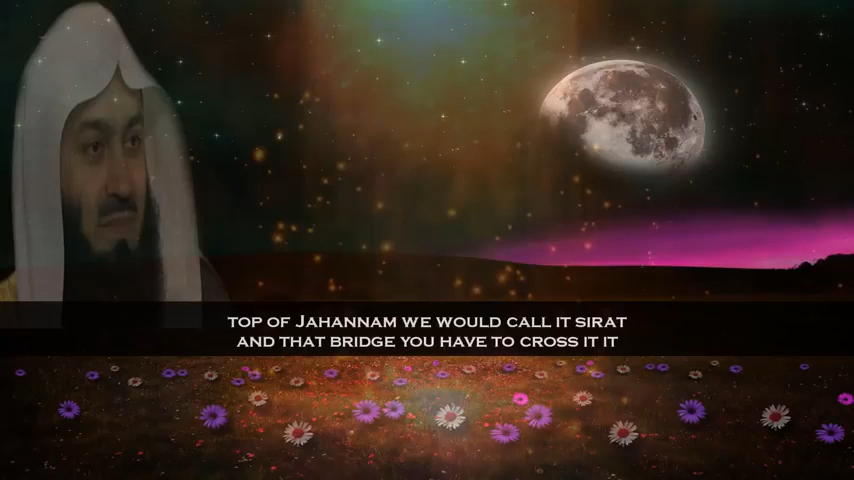 TOP OF JAHANNAM WE WOULD CALL IT SIRAT
AND THAT BRIDGE YOU HAVE TO CROSS IT IT